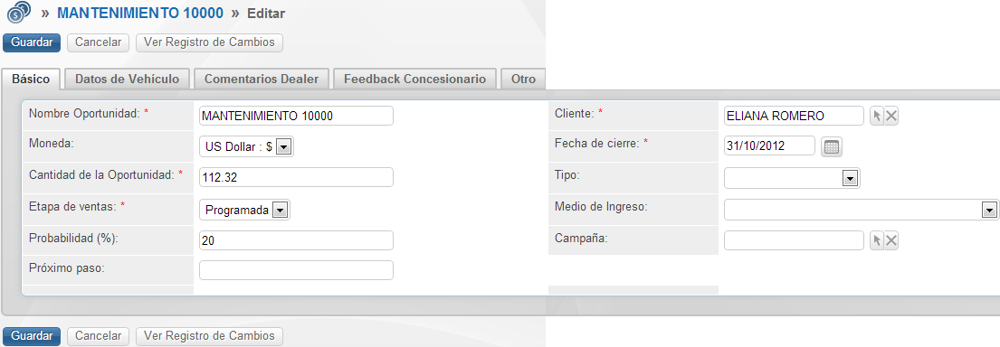 » MANTENIMIENTO 10000 » Editar
Guardar Cancelar Ver Registro de Cambios
Básico Datos de Vehículo Comentarios Dealer Feedback Concesionario Otro
Nombre Oportunidad: * MANTENIMIENTO 10000 Cliente: * ELIANA ROMERO
Moneda: US Dollar : $ Fecha de cierre: * 31/10/2012
Cantidad de la Oportunidad: * 112.32 Tipo:
Etapa de ventas: * Programada Medio de Ingreso:
Probabilidad (%): 20 Campaña:
Próximo paso:
Guardar Cancelar Ver Registro de Cambios